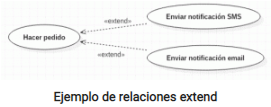 Enviar notificación SMS
«extend»
Hacer pedido
«extend»
Enviar notificación email
Ejemplo de relaciones extend